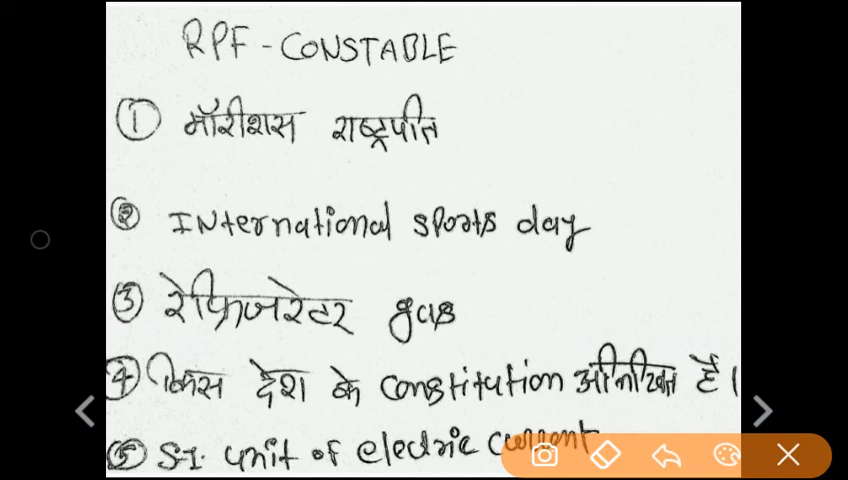 RPF - CONSTABLE
① मॉरीशस राष्ट्रपति
② INternational sports day
③ रेफ्रिजरेटर gas
④ किस देश के constitution अलिखित है।
⑤ S.I. unit of electric current